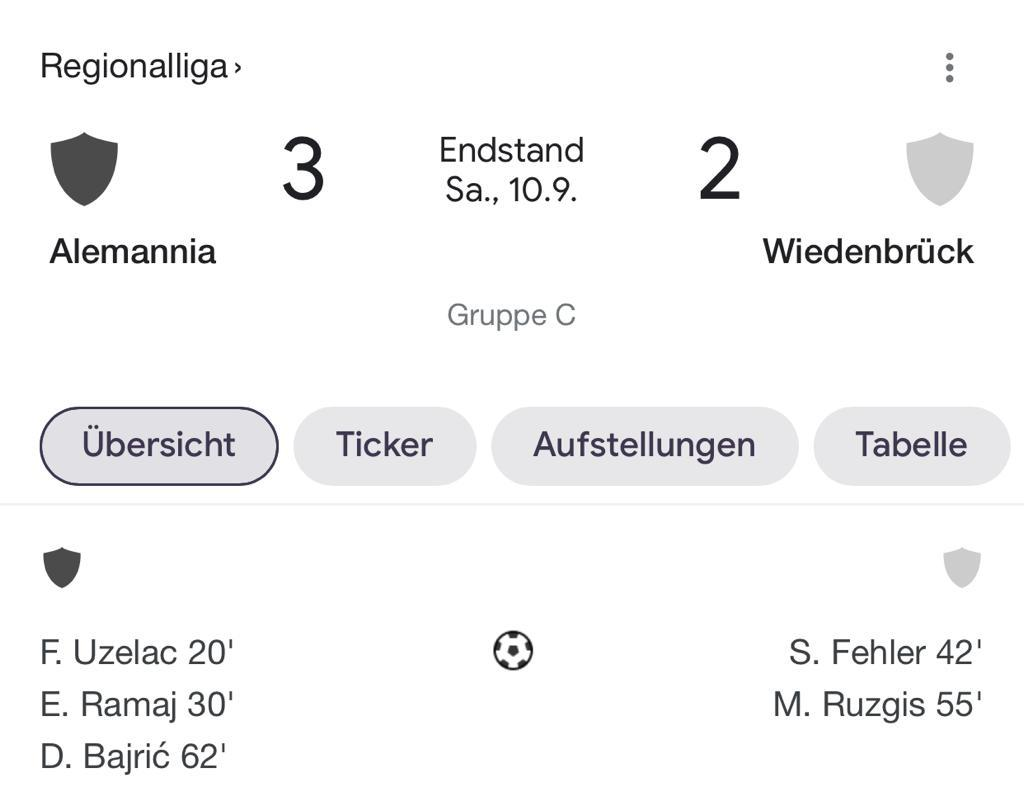 Regionalliga ›
3 Endstand 2
Sa., 10.9.
Alemannia Wiedenbrück
Gruppe C
Übersicht Ticker Aufstellungen Tabelle
F. Uzelac 20' S. Fehler 42'
E. Ramaj 30' M. Ruzgis 55'
D. Bajrić 62'